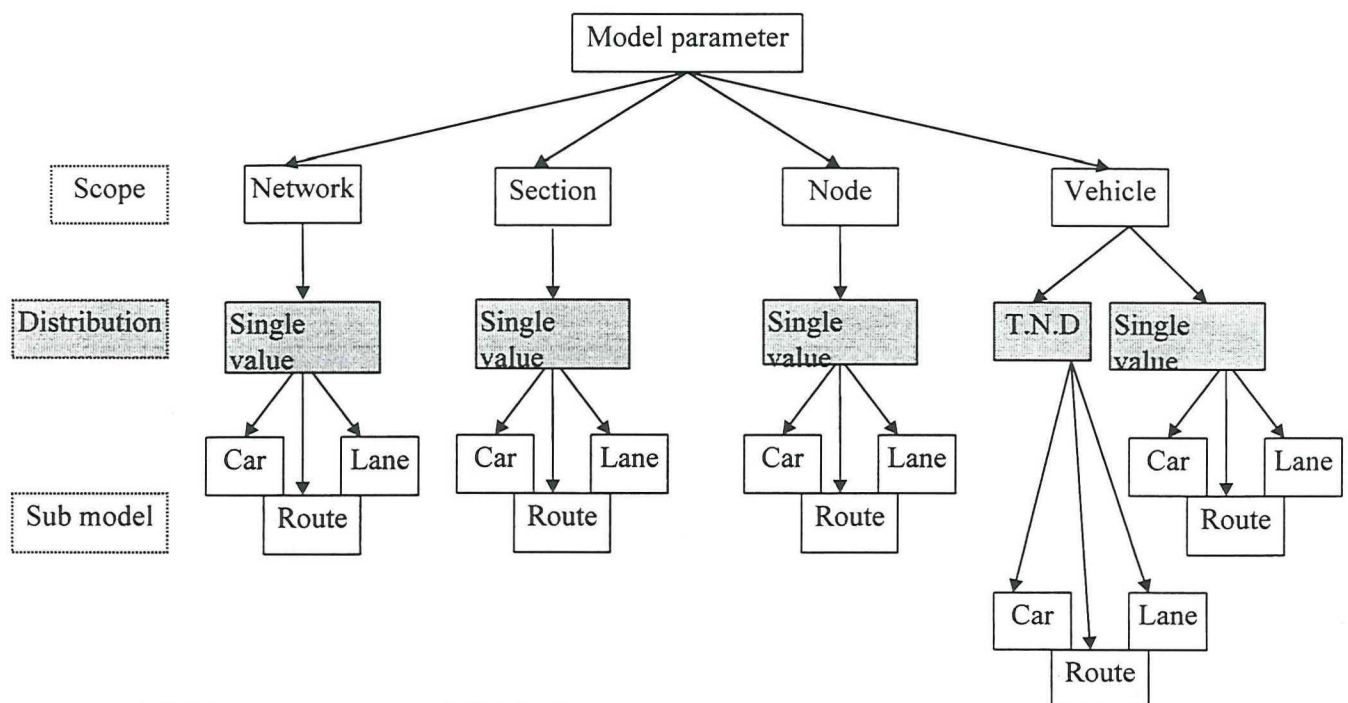 Model parameter
Scope
Network
Section
Node
Vehicle
Distribution
Single
value
Single
value
Single
value
T.N.D
Single
value
Car
Lane
Car
Lane
Car
Lane
Car
Lane
Sub model
Route
Route
Route
Route
Car
Lane
Route